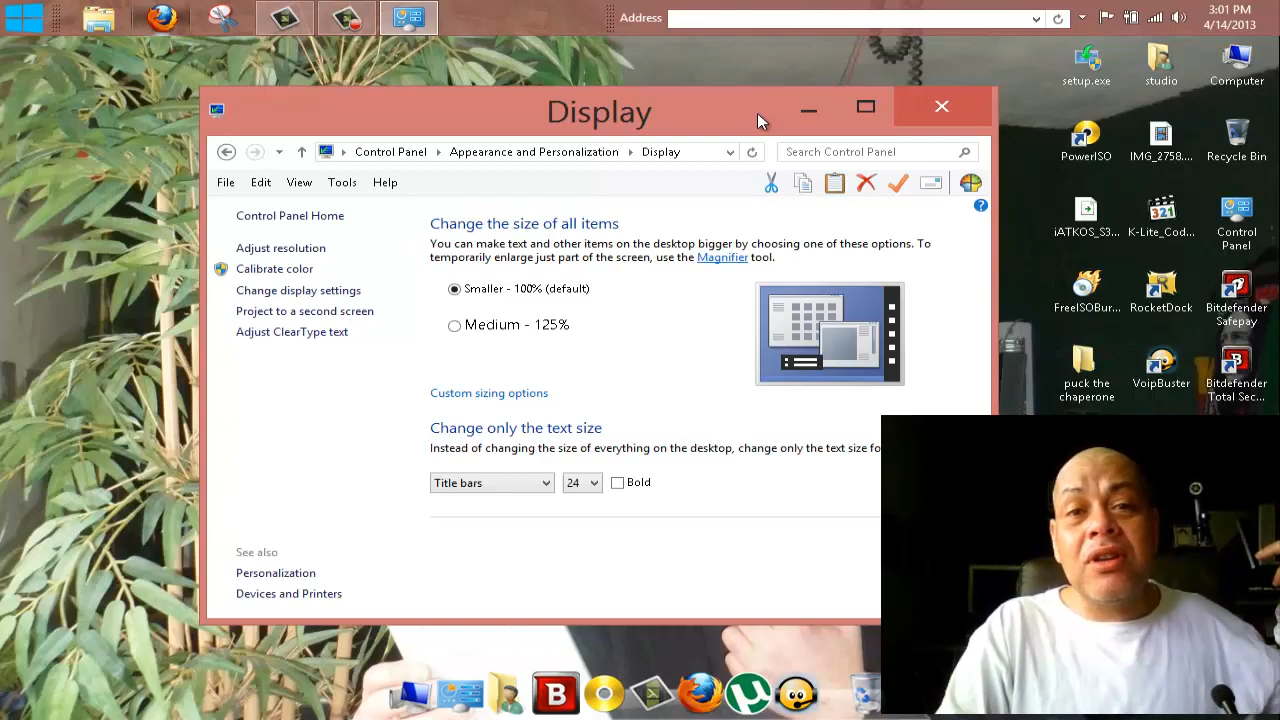 Address
3:01 PM
4/14/2013
setup.exe
studio
Computer
Display
Control Panel
Appearance and Personalization
Display
Search Control Panel
PowerISO
IMG_2758....
Recycle Bin
File
Edit
View
Tools
Help
Control Panel Home
Adjust resolution
Calibrate color
Change display settings
Project to a second screen
Adjust ClearType text
Change the size of all items
You can make text and other items on the desktop bigger by choosing one of these options. To
temporarily enlarge just part of the screen, use the Magnifier tool.
Smaller - 100% (default)
Medium - 125%
Custom sizing options
Change only the text size
Instead of changing the size of everything on the desktop, change only the text size fo
Title bars
24
Bold
See also
Personalization
Devices and Printers
321
iATKOS_S3...
K-Lite_Cod...
Control
Panel
FreeISOBur...
RocketDock
Bitdefender
Safepay
puck the
chaperone
VoipBuster
Bitdefender
Total Sec...
B
B